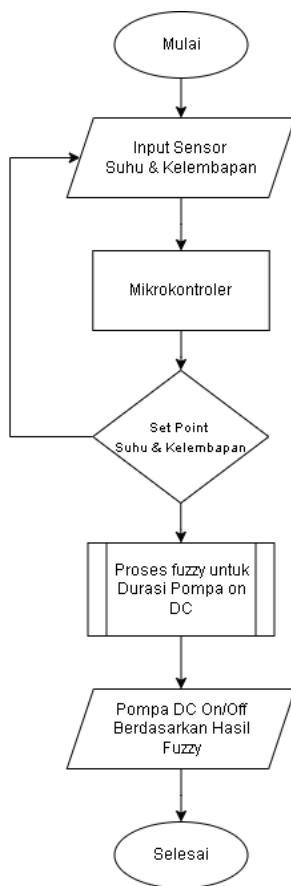 Mulai
Input Sensor
Suhu & Kelembapan
Mikrokontroler
Set Point
Suhu & Kelembapan
Proses fuzzy untuk
Durasi Pompa on
DC
Pompa DC On/Off
Berdasarkan Hasil
Fuzzy
Selesai